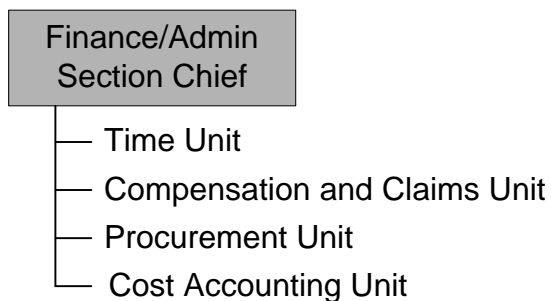 Finance/Admin
Section Chief
Time Unit
Compensation and Claims Unit
Procurement Unit
Cost Accounting Unit